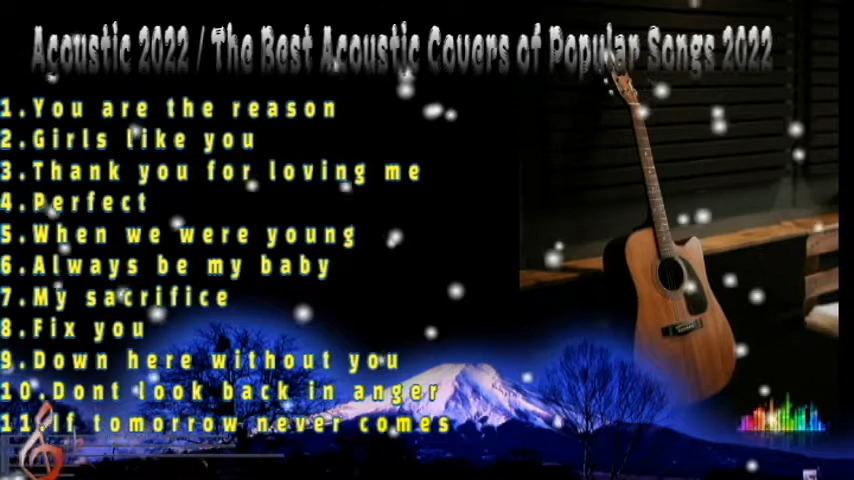 Acoustic 2022 / The Best Acoustic Covers of Popular Songs 2022
1.You are the reason
2.Girls like you
3.Thank you for loving me
4.Perfect
5.When we were young
6.Always be my baby
7.My sacrifice
8.Fix you
9.Down here without you
10.Dont look back in anger
11.If tomorrow never comes